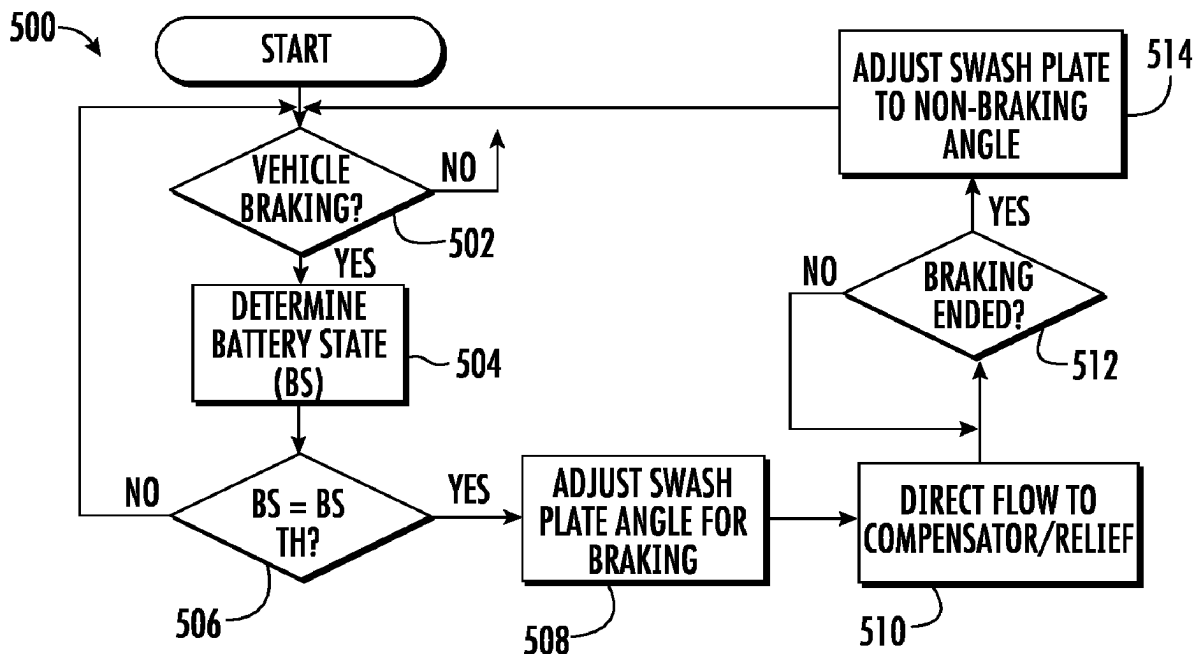 500
START
VEHICLE
BRAKING?
NO
502
YES
DETERMINE
BATTERY STATE
(BS)
504
NO
BS = BS
TH?
YES
506
ADJUST SWASH
PLATE ANGLE FOR
BRAKING
508
DIRECT FLOW TO
COMPENSATOR/RELIEF
510
NO
BRAKING
ENDED?
512
YES
ADJUST SWASH PLATE
TO NON-BRAKING
ANGLE
514